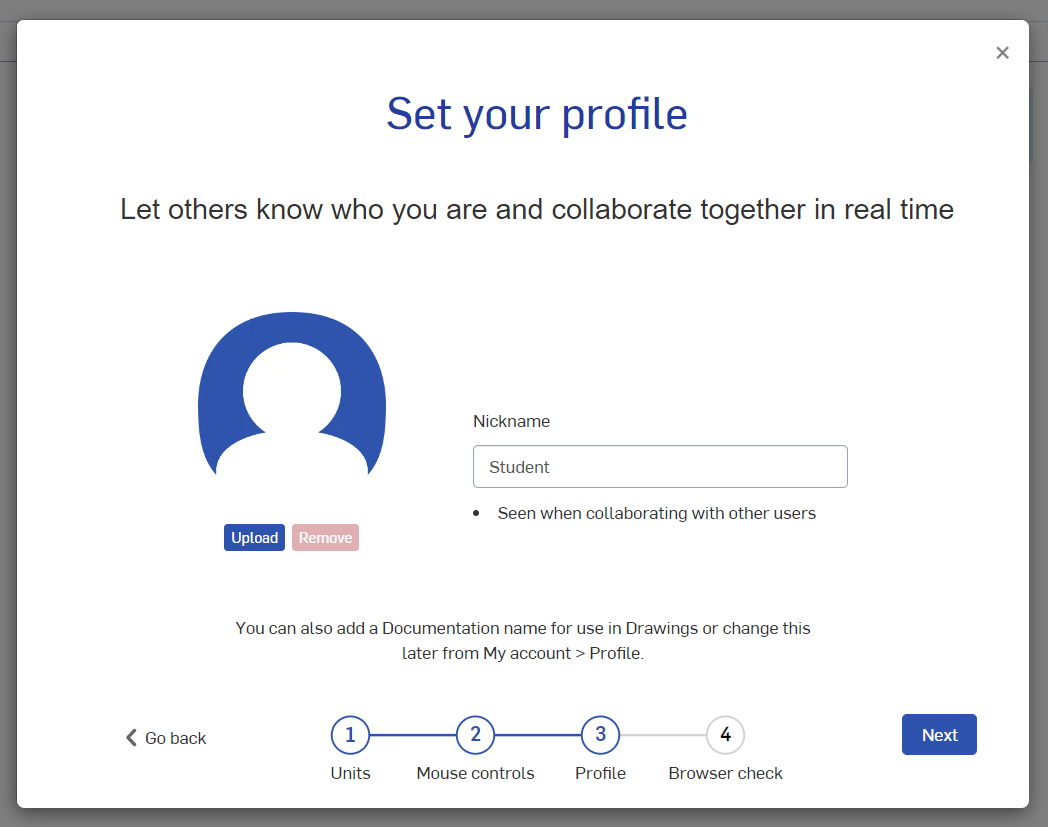 ×
Set your profile
Let others know who you are and collaborate together in real time
Nickname
Student
• Seen when collaborating with other users
Upload Remove
You can also add a Documentation name for use in Drawings or change this
later from My account > Profile.
Go back
1 2 3 4
Units Mouse controls Profile Browser check
Next